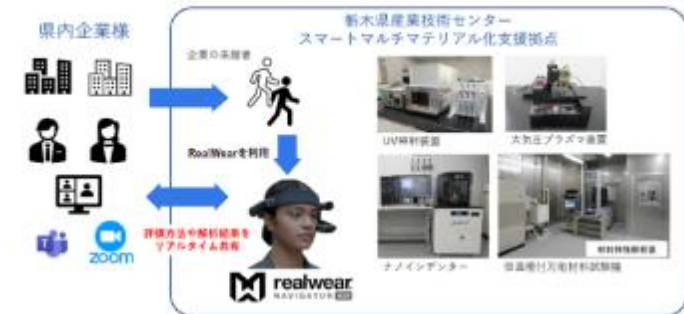 県内企業様
栃木県産業技術センター
スマートマルチマテリアル化支援拠点
企業の来館者
RealWearを利用
評価方法や解析結果を
リアルタイム共有
zoom
realwear
NAVIGATOR
UV照射装置
大気圧プラズマ装置
ナノインデンター
恒温槽付万能材料試験機